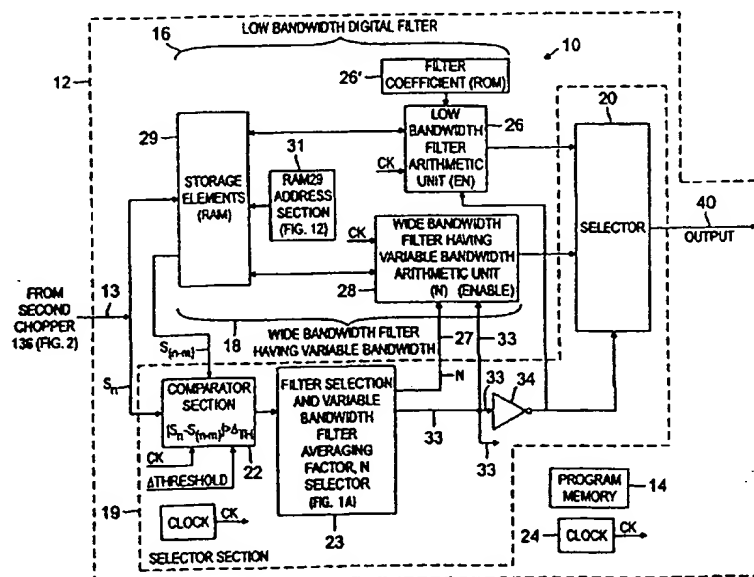 LOW BANDWIDTH DIGITAL FILTER
16
10
12
26'
FILTER
COEFFICIENT (ROM)
20
29
31
LOW
BANDWIDTH
FILTER
ARITHMETIC
UNIT (EN)
26
CK
STORAGE
ELEMENTS
(RAM)
RAM29
ADDRESS
SECTION
(FIG. 12)
SELECTOR
40
OUTPUT
CK
WIDE BANDWIDTH
FILTER HAVING
VARIABLE BANDWIDTH
ARITHMETIC UNIT
(N) (ENABLE)
28
FROM
SECOND
CHOPPER
136 (FIG. 2)
13
18
WIDE BANDWIDTH FILTER
HAVING VARIABLE BANDWIDTH
27
33
S(n-m)
Sn
N
COMPARATOR
SECTION
|Sn-S(n-m)|>ΔTH
22
FILTER SELECTION
AND VARIABLE
BANDWIDTH
FILTER
AVERAGING
FACTOR, N
SELECTOR
(FIG. 1A)
23
33
33
34
33
CK
ΔTHRESHOLD
19
CLOCK
CK
SELECTOR SECTION
PROGRAM
MEMORY
14
24
CLOCK
CK